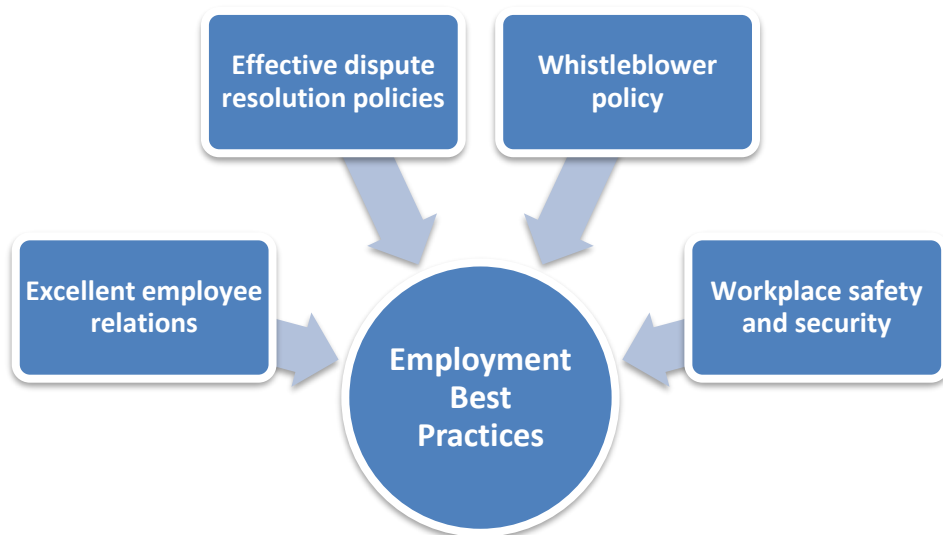 Effective dispute
resolution policies
Whistleblower
policy
Excellent employee
relations
Workplace safety
and security
Employment
Best
Practices